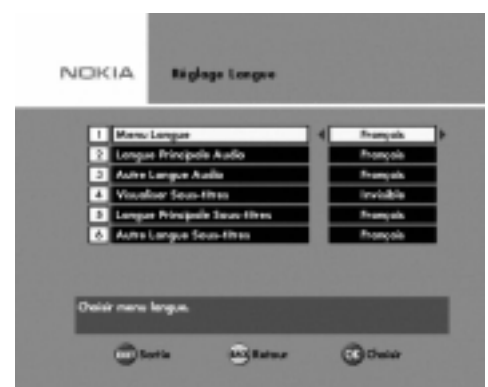 NOKIA
Réglage Langue
1 Menu Langue Français
2 Langue Principale Audio Français
3 Autre Langue Audio Français
4 Visualiser Sous-titres Invisible
5 Langue Principale Sous-titres Français
6 Autre Langue Sous-titres Français
Choisir menu langue.
Sortie BACK Retour OK Choisir